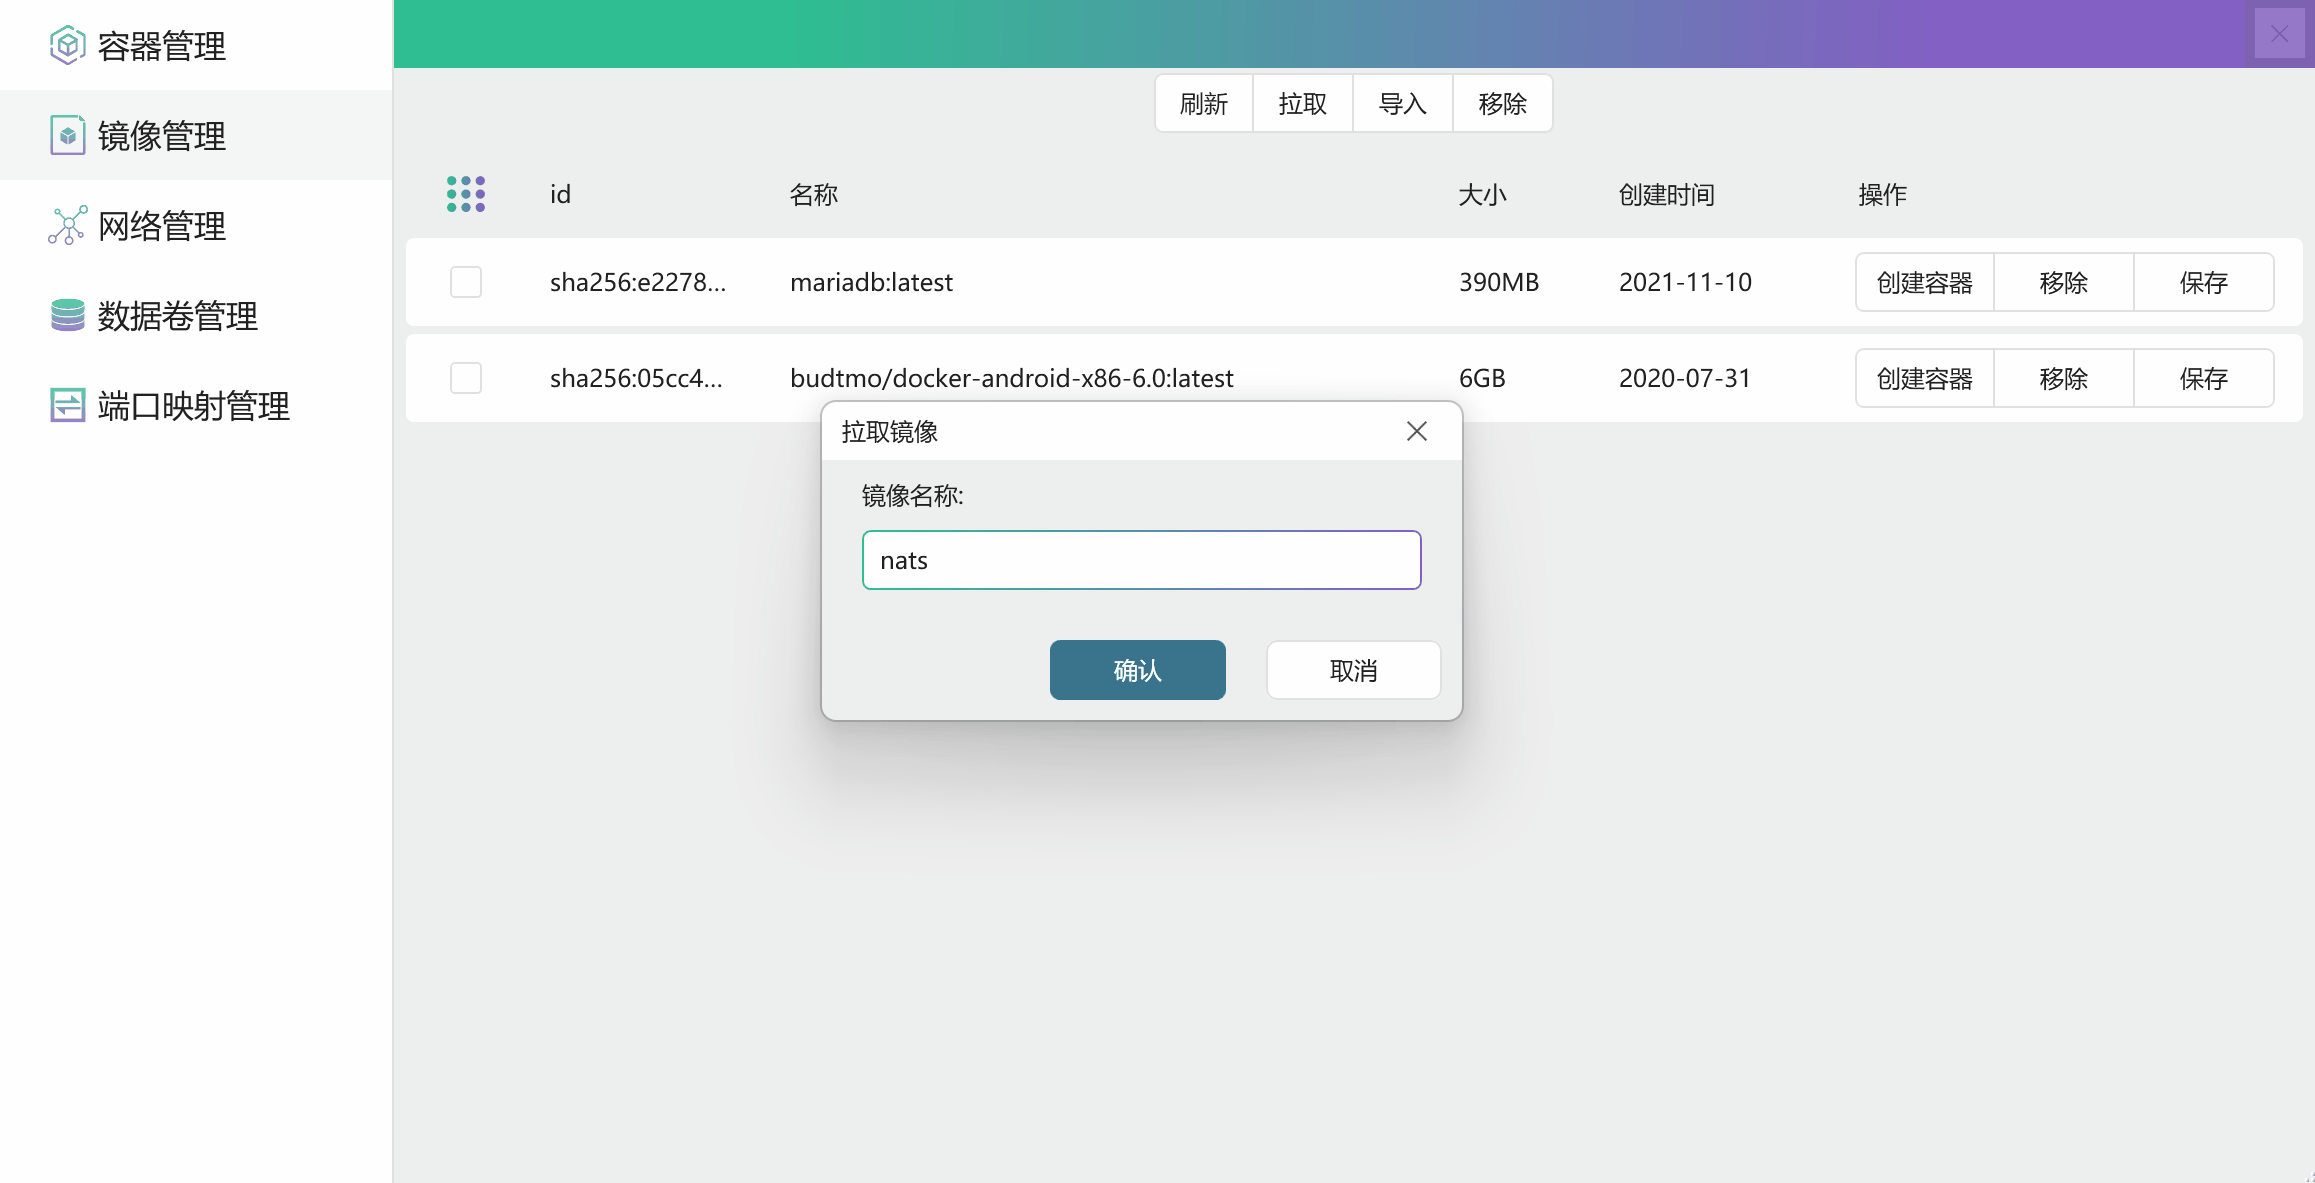 容器管理
镜像管理
网络管理
数据卷管理
端口映射管理
刷新 拉取 导入 移除
id 名称 大小 创建时间 操作
sha256:e2278... mariadb:latest 390MB 2021-11-10 创建容器 移除 保存
sha256:05cc4... budtmo/docker-android-x86-6.0:latest 6GB 2020-07-31 创建容器 移除 保存
拉取镜像
镜像名称:
nats
确认 取消